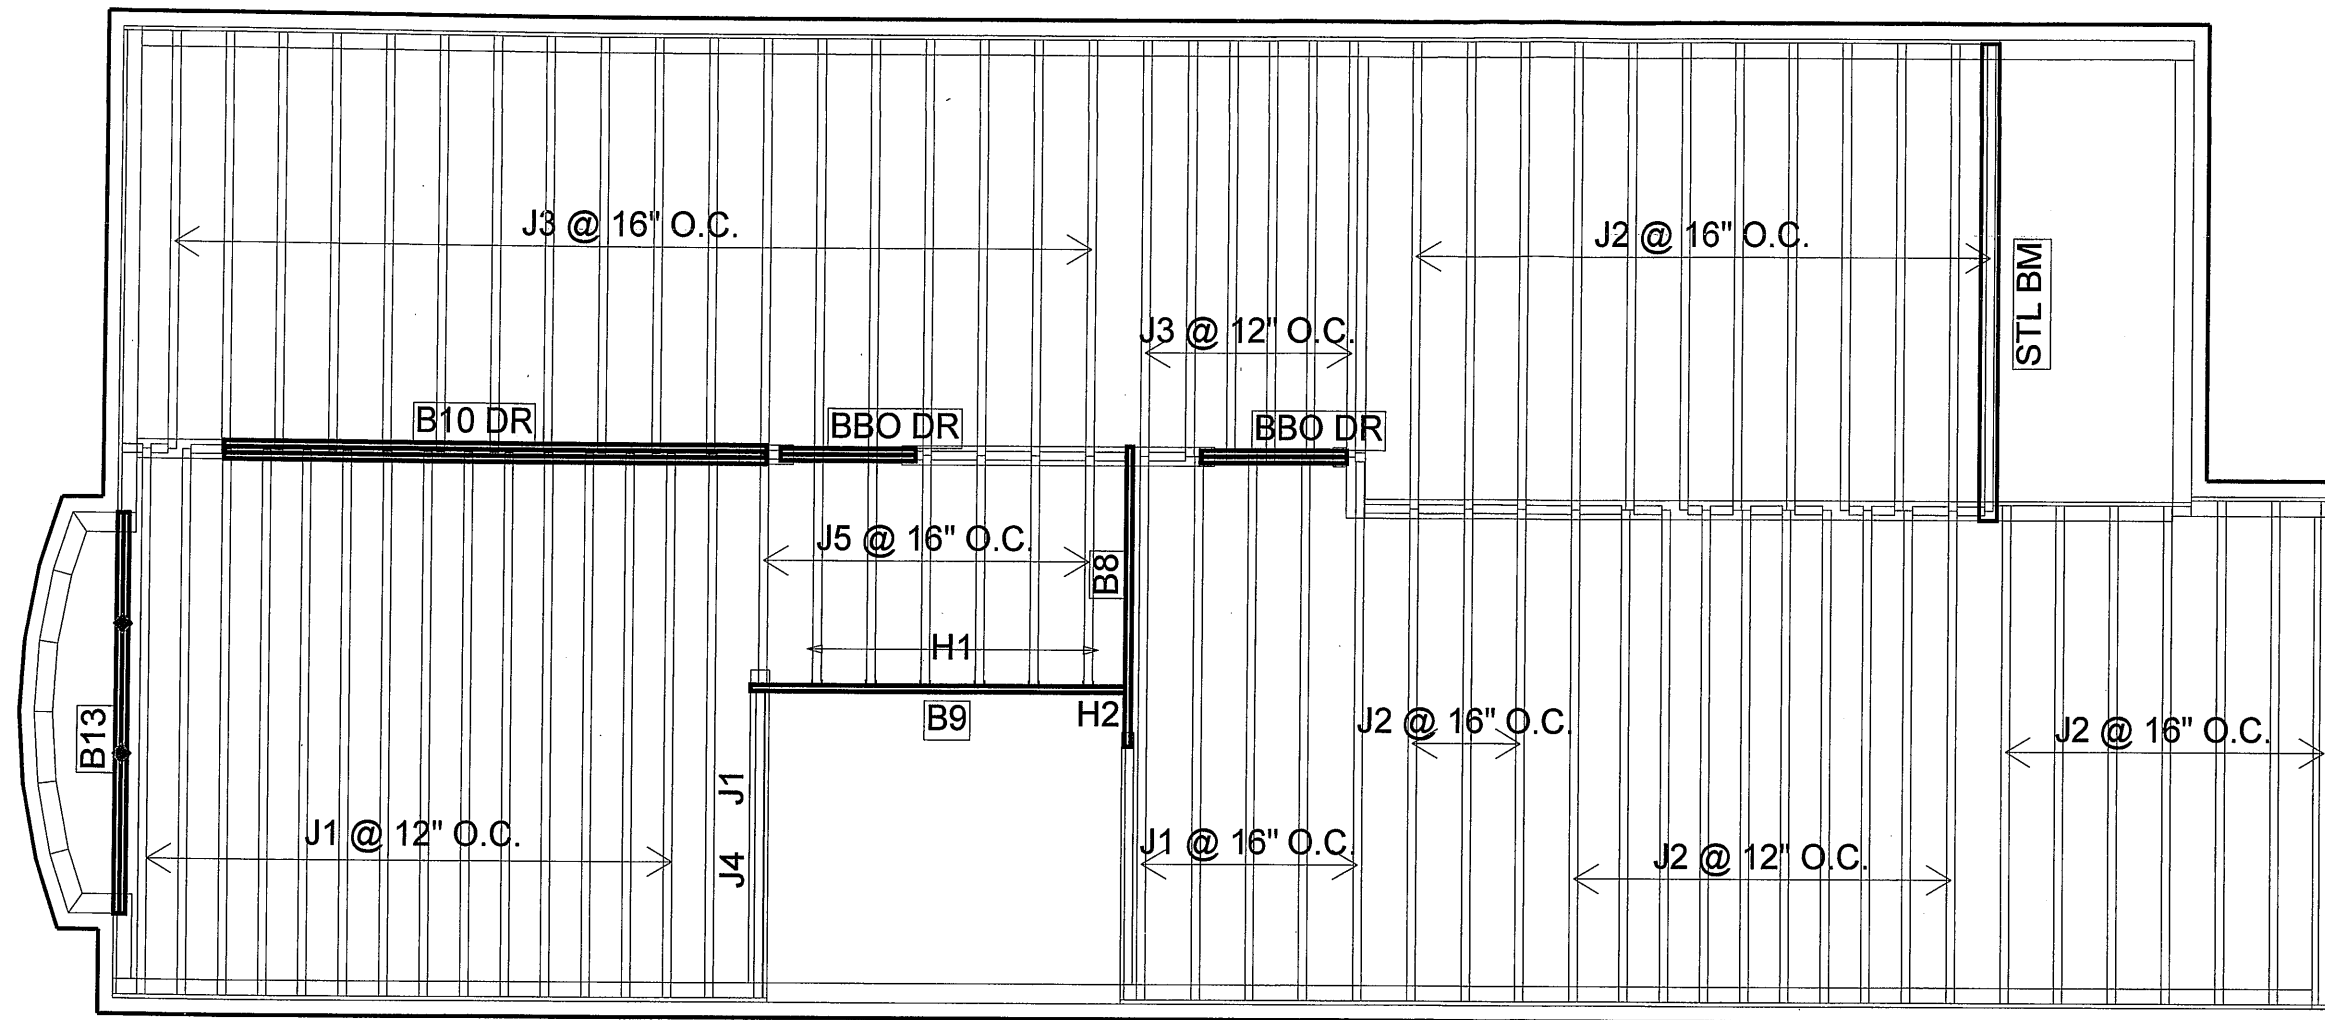 J3 @ 16" O.C.
J2 @ 16" O.C.
STL BM
J3 @ 12" O.C.
B10 DR
BBO DR
BBO DR
J5 @ 16" O.C.
B8
H1
B13
B9
H2
J2 @ 16" O.C.
J2 @ 16" O.C.
J1
J1 @ 12" O.C.
J4
J1 @ 16" O.C.
J2 @ 12" O.C.